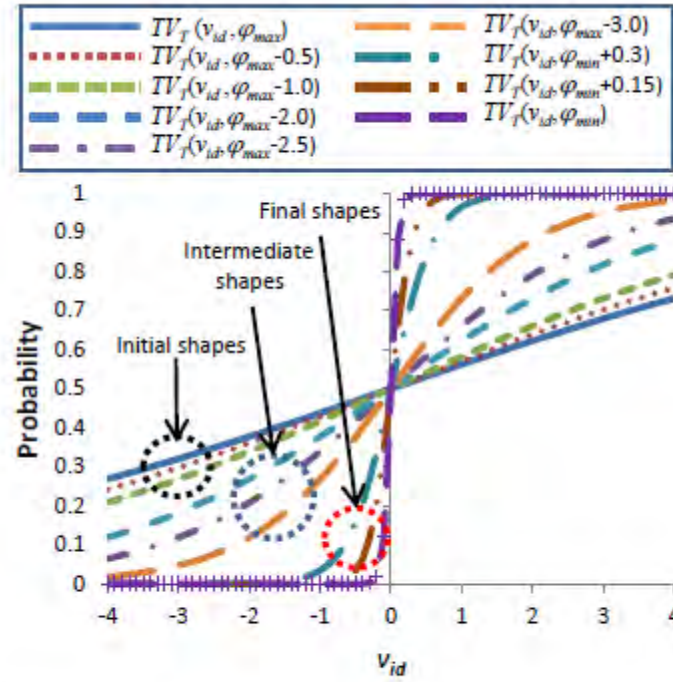 TV_T(v_id, φ_max)
TV_T(v_id, φ_max-0.5)
TV_T(v_id, φ_max-1.0)
TV_T(v_id, φ_max-2.0)
TV_T(v_id, φ_max-2.5)
TV_T(v_id, φ_max-3.0)
TV_T(v_id, φ_min+0.3)
TV_T(v_id, φ_min+0.15)
TV_T(v_id, φ_min)
Probability
1
0.9
0.8
0.7
0.6
0.5
0.4
0.3
0.2
0.1
0
Final shapes
Intermediate
shapes
Initial shapes
-4 -3 -2 -1 0 1 2 3 4
v_id